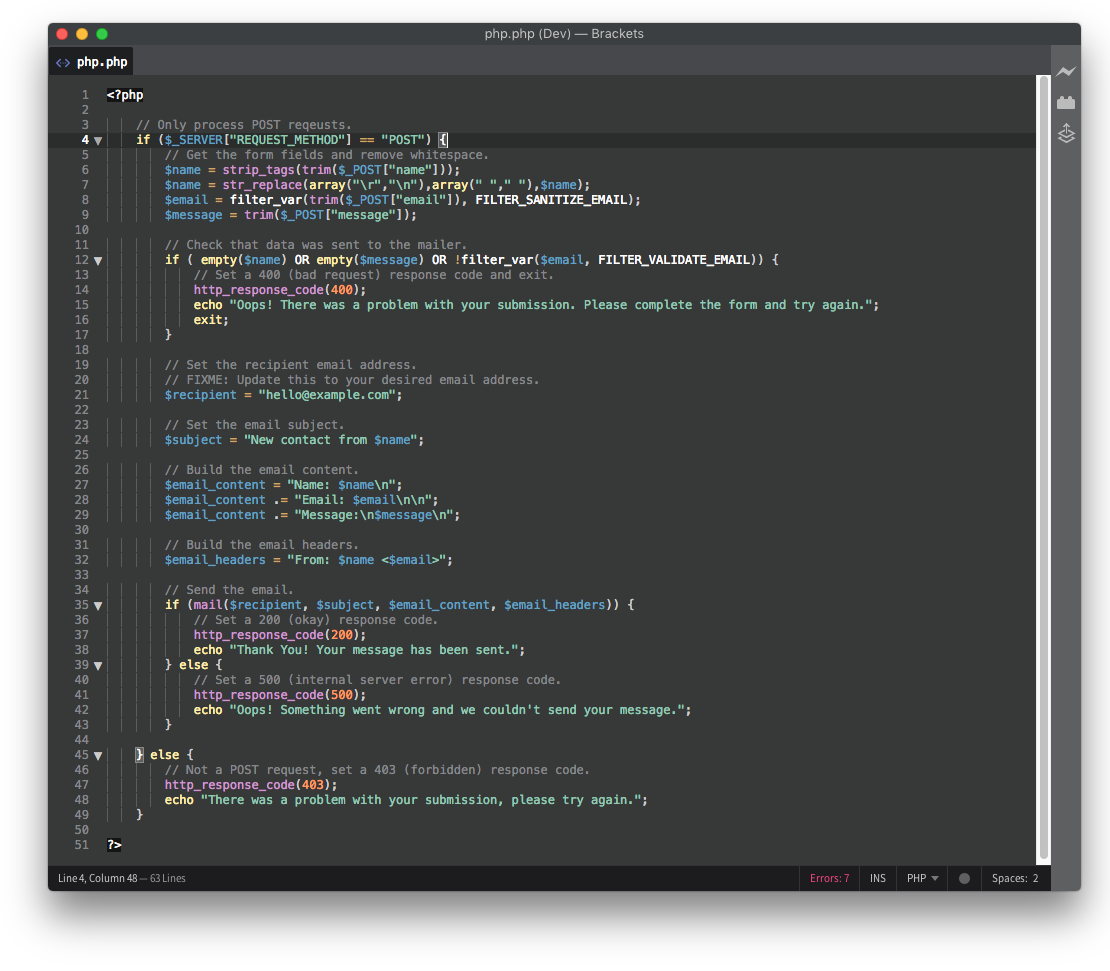 php.php (Dev) — Brackets
<> php.php
1 <?php
2
3 // Only process POST reqeusts.
4 if ($_SERVER["REQUEST_METHOD"] == "POST") {
5 // Get the form fields and remove whitespace.
6 $name = strip_tags(trim($_POST["name"]));
7 $name = str_replace(array("\r","\n"),array(" "," "),$name);
8 $email = filter_var(trim($_POST["email"]), FILTER_SANITIZE_EMAIL);
9 $message = trim($_POST["message"]);
10
11 // Check that data was sent to the mailer.
12 if ( empty($name) OR empty($message) OR !filter_var($email, FILTER_VALIDATE_EMAIL)) {
13 // Set a 400 (bad request) response code and exit.
14 http_response_code(400);
15 echo "Oops! There was a problem with your submission. Please complete the form and try again.";
16 exit;
17 }
18
19 // Set the recipient email address.
20 // FIXME: Update this to your desired email address.
21 $recipient = "hello@example.com";
22
23 // Set the email subject.
24 $subject = "New contact from $name";
25
26 // Build the email content.
27 $email_content = "Name: $name\n";
28 $email_content .= "Email: $email\n\n";
29 $email_content .= "Message:\n$message\n";
30
31 // Build the email headers.
32 $email_headers = "From: $name <$email>";
33
34 // Send the email.
35 if (mail($recipient, $subject, $email_content, $email_headers)) {
36 // Set a 200 (okay) response code.
37 http_response_code(200);
38 echo "Thank You! Your message has been sent.";
39 } else {
40 // Set a 500 (internal server error) response code.
41 http_response_code(500);
42 echo "Oops! Something went wrong and we couldn't send your message.";
43 }
44
45 } else {
46 // Not a POST request, set a 403 (forbidden) response code.
47 http_response_code(403);
48 echo "There was a problem with your submission, please try again.";
49 }
50
51 ?>
Line 4, Column 48 — 63 Lines Errors: 7 INS PHP Spaces: 2